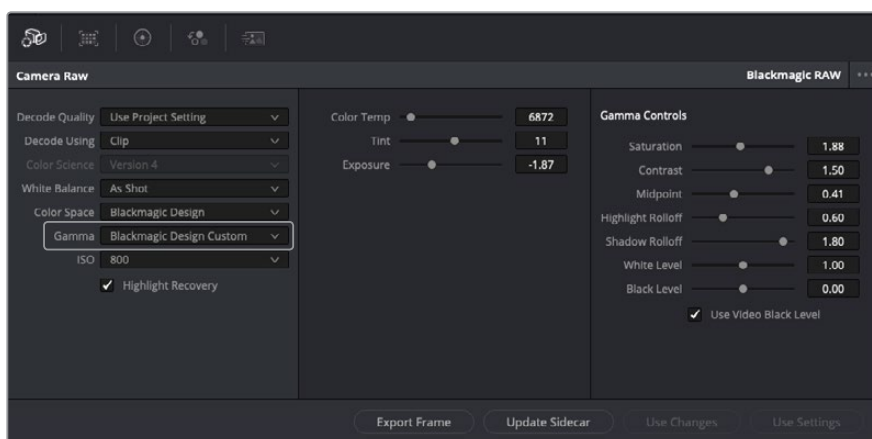 Camera Raw
Blackmagic RAW
Decode Quality Use Project Setting
Decode Using Clip
Color Science Version 4
White Balance As Shot
Color Space Blackmagic Design
Gamma Blackmagic Design Custom
ISO 800
Highlight Recovery
Color Temp 6872
Tint 11
Exposure -1.87
Gamma Controls
Saturation 1.88
Contrast 1.50
Midpoint 0.41
Highlight Rolloff 0.60
Shadow Rolloff 1.80
White Level 1.00
Black Level 0.00
Use Video Black Level
Export Frame
Update Sidecar
Use Changes
Use Settings